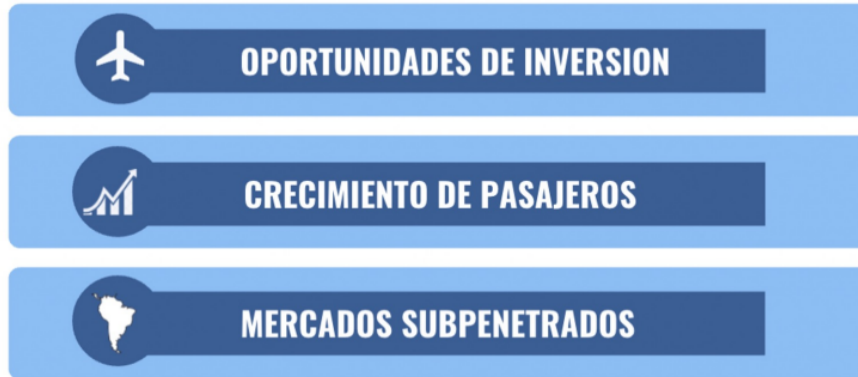 OPORTUNIDADES DE INVERSION
CRECIMIENTO DE PASAJEROS
MERCADOS SUBPENETRADOS